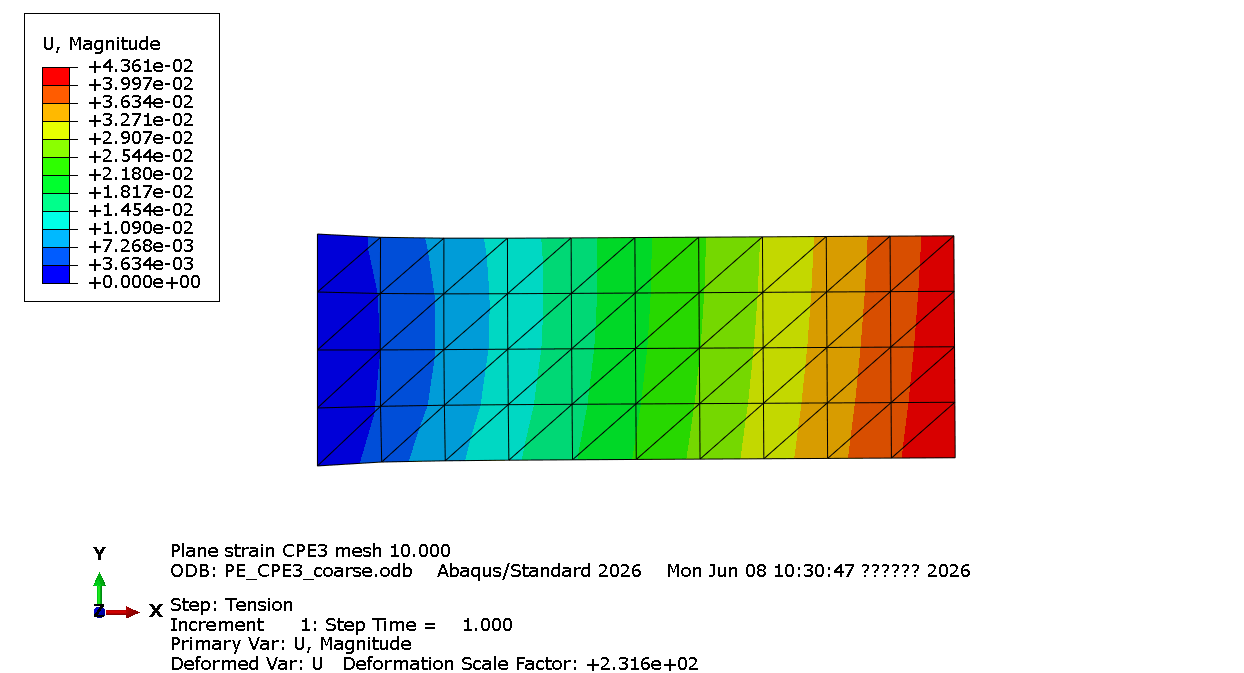 U, Magnitude
+4.361e-02
+3.997e-02
+3.634e-02
+3.271e-02
+2.907e-02
+2.544e-02
+2.180e-02
+1.817e-02
+1.454e-02
+1.090e-02
+7.268e-03
+3.634e-03
+0.000e+00
Y
Z X
Plane strain CPE3 mesh 10.000
ODB: PE_CPE3_coarse.odb Abaqus/Standard 2026 Mon Jun 08 10:30:47 ?????? 2026
Step: Tension
Increment 1: Step Time = 1.000
Primary Var: U, Magnitude
Deformed Var: U Deformation Scale Factor: +2.316e+02